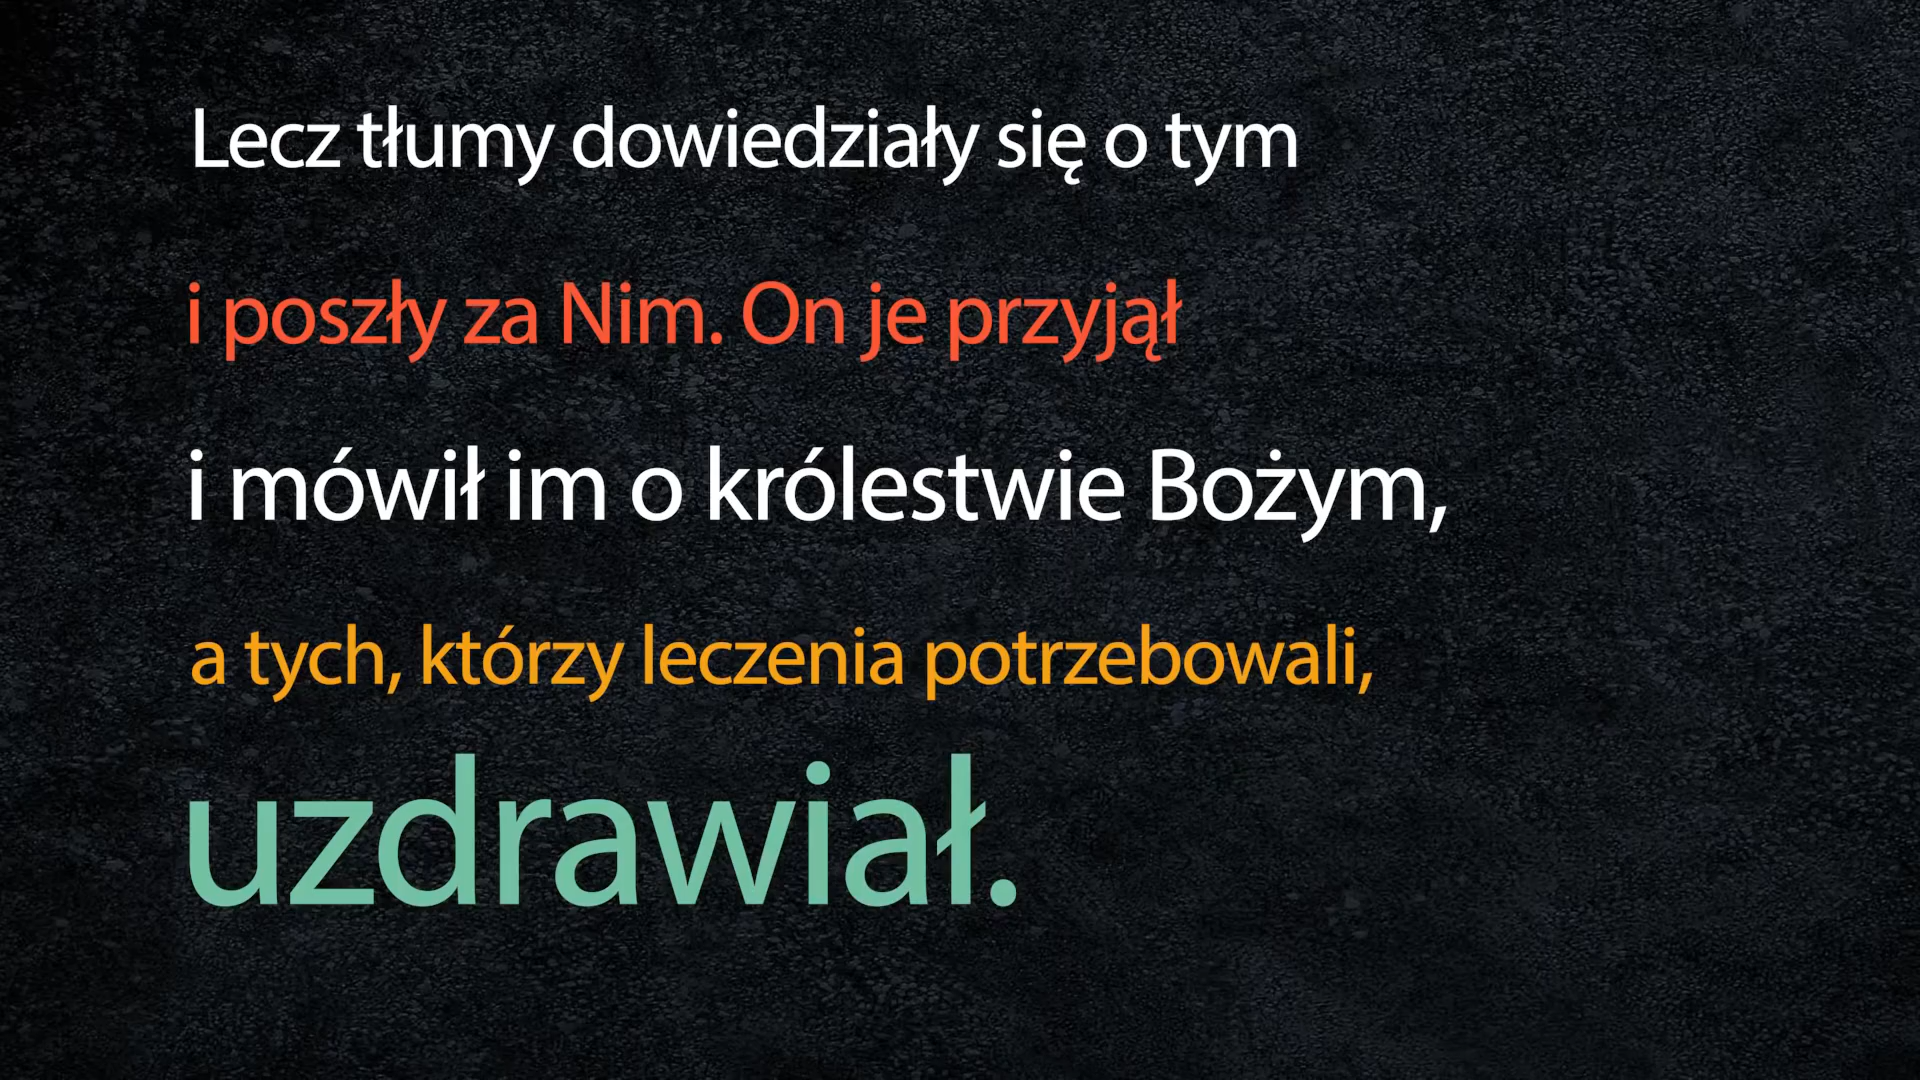 Lecz tłumy dowiedziały się o tym
i poszły za Nim. On je przyjął
i mówił im o królestwie Bożym,
a tych, którzy leczenia potrzebowali,
uzdrawiał.